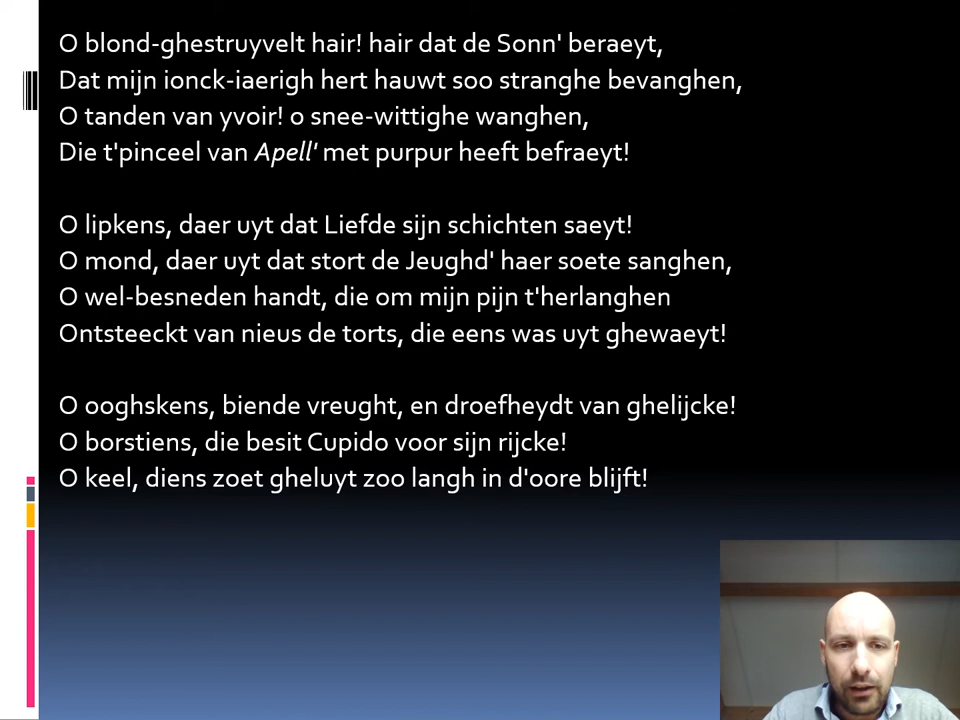 O blond-ghestruyvelt hair! hair dat de Sonn' beraeyt,
Dat mijn ionck-iaerigh hert hauwt soo stranghe bevanghen,
O tanden van yvoir! o snee-wittighe wanghen,
Die t'pinceel van Apell' met purpur heeft befraeyt!
O lipkens, daer uyt dat Liefde sijn schichten saeyt!
O mond, daer uyt dat stort de Jeughd' haer soete sanghen,
O wel-besneden handt, die om mijn pijn t'herlanghen
Ontsteeckt van nieus de torts, die eens was uyt ghewaeyt!
O ooghskens, biende vreught, en droefheydt van ghelijcke!
O borstiens, die besit Cupido voor sijn rijcke!
O keel, diens zoet gheluyt zoo langh in d'oore blijft!